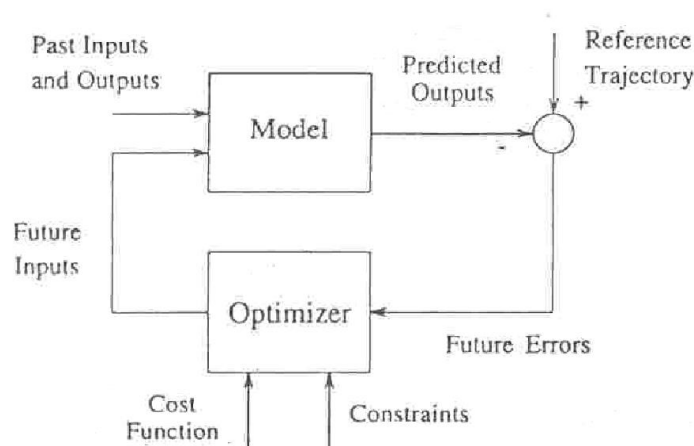 Past Inputs
and Outputs
Predicted
Outputs
Reference
Trajectory
+
Model
-
Future
Inputs
Optimizer
Future Errors
Cost
Function
Constraints